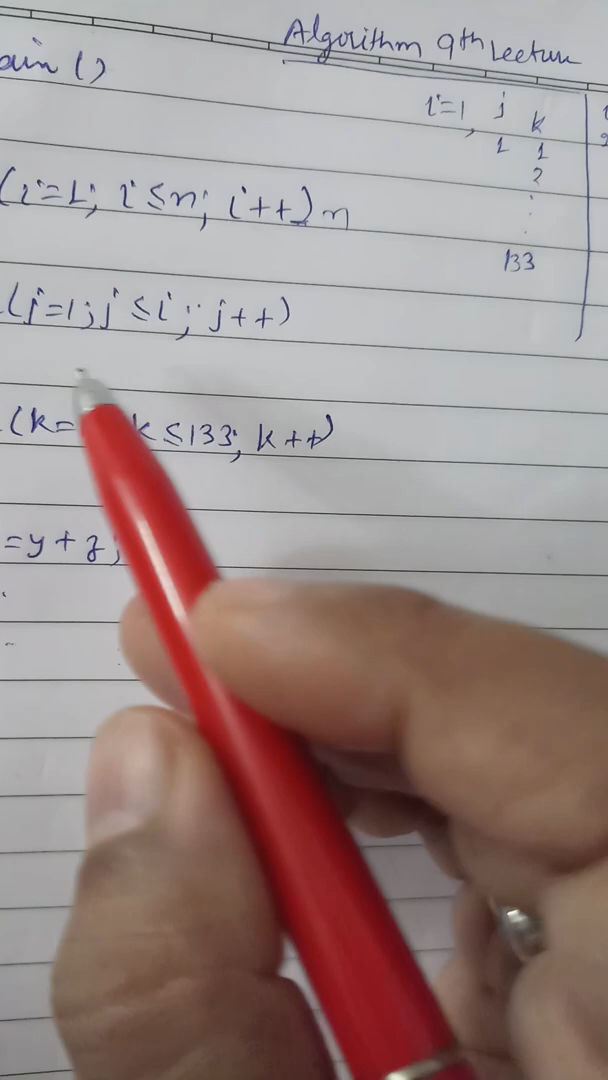 Algorithm 9th Lecture
ain ()
i=1, j k
1 1
2
:
.
133
(i=1; i≤n; i++) n
(j=1; j≤i; j++)
(k= k≤133; k++)
=y+z;